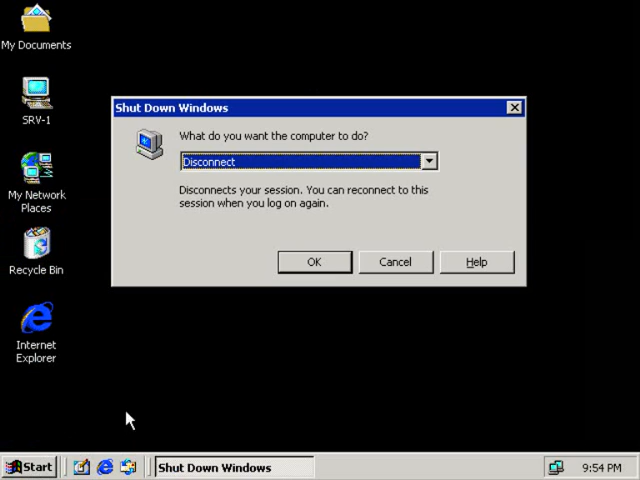 My Documents
SRV-1
My Network
Places
Recycle Bin
Internet
Explorer
Shut Down Windows
What do you want the computer to do?
Disconnect
Disconnects your session. You can reconnect to this
session when you log on again.
OK
Cancel
Help
Start
Shut Down Windows
9:54 PM